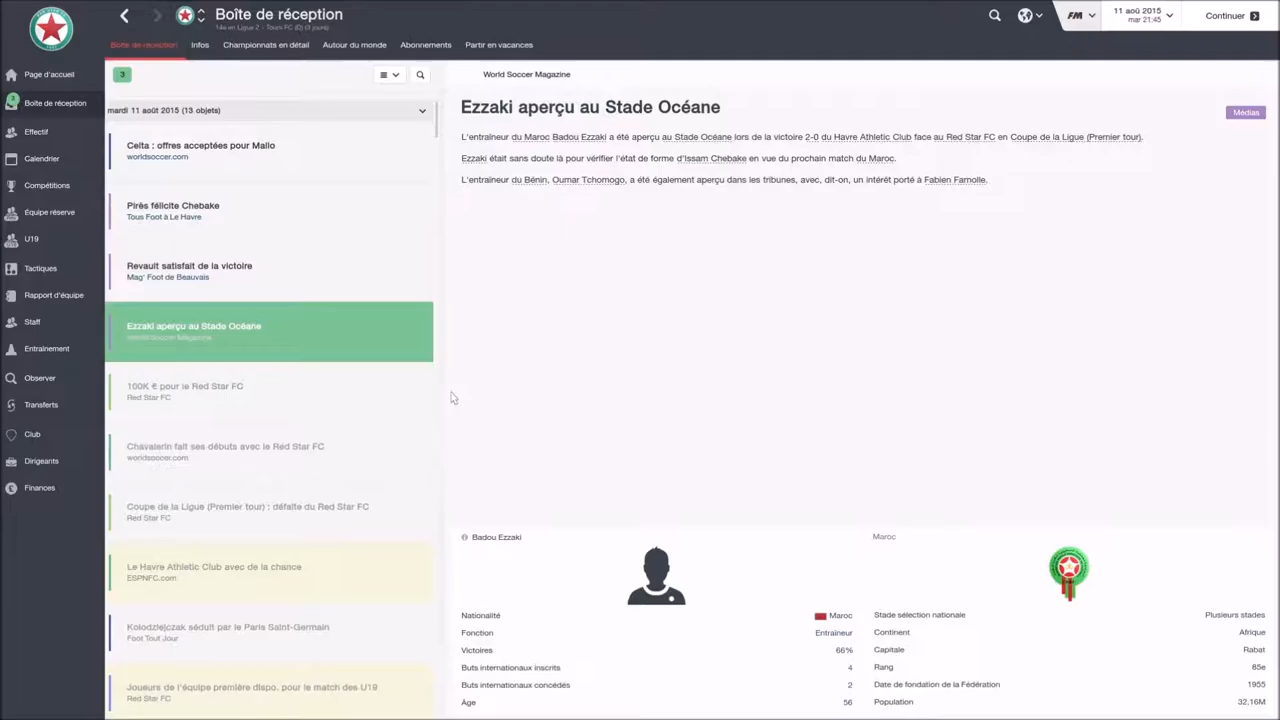 Boîte de réception
14e en Ligue 2 - Tours FC (D) (3 jours)
FM
11 aoû 2015
mar 21:45
Continuer
Boîte de réception
Infos
Championnats en détail
Autour du monde
Abonnements
Partir en vacances
Page d'accueil
Boîte de réception
Effectif
Calendrier
Compétitions
Équipe réserve
U19
Tactiques
Rapport d'équipe
Staff
Entraînement
Observer
Transferts
Club
Dirigeants
Finances
3
mardi 11 août 2015 (13 objets)
Celta : offres acceptées pour Mallo
worldsoccer.com
Pirès félicite Chebake
Tous Foot à Le Havre
Revault satisfait de la victoire
Mag' Foot de Beauvais
Ezzaki aperçu au Stade Océane
World Soccer Magazine
100K € pour le Red Star FC
Red Star FC
Chavalerin fait ses débuts avec le Red Star FC
worldsoccer.com
Coupe de la Ligue (Premier tour) : défaite du Red Star FC
Red Star FC
Le Havre Athletic Club avec de la chance
ESPNFC.com
Kolodziejczak séduit par le Paris Saint-Germain
Foot Tout Jour
Joueurs de l'équipe première dispo. pour le match des U19
Red Star FC
World Soccer Magazine
Ezzaki aperçu au Stade Océane
Médias
L'entraîneur du Maroc Badou Ezzaki a été aperçu au Stade Océane lors de la victoire 2-0 du Havre Athletic Club face au Red Star FC en Coupe de la Ligue (Premier tour).
Ezzaki était sans doute là pour vérifier l'état de forme d'Issam Chebake en vue du prochain match du Maroc.
L'entraîneur du Bénin, Oumar Tchomogo, a été également aperçu dans les tribunes, avec, dit-on, un intérêt porté à Fabien Farnolle.
Badou Ezzaki
Nationalité Maroc
Fonction Entraîneur
Victoires 66%
Buts internationaux inscrits 4
Buts internationaux concédés 2
Âge 56
Maroc
Stade sélection nationale Plusieurs stades
Continent Afrique
Capitale Rabat
Rang 65e
Date de fondation de la Fédération 1955
Population 32,16M